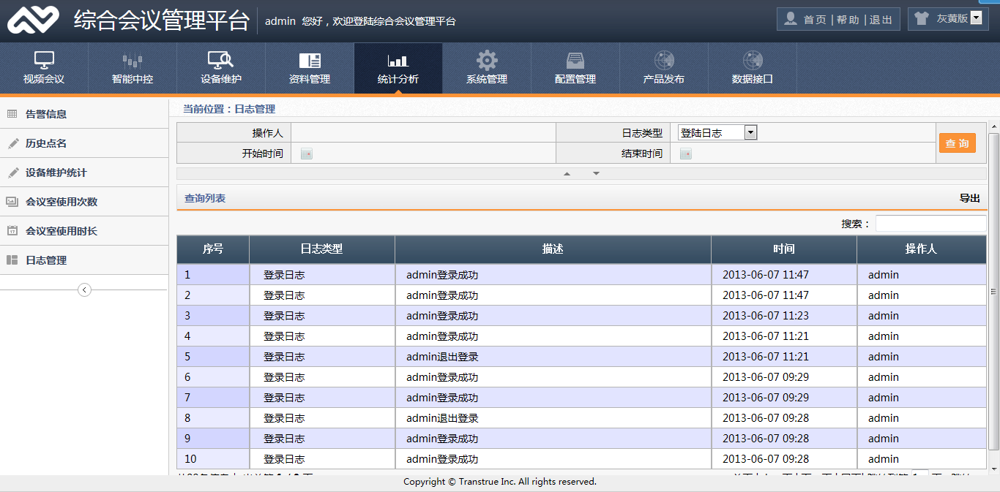 综合会议管理平台 admin 您好，欢迎登陆综合会议管理平台 首页 | 帮助 | 退出 灰黄版
视频会议 智能中控 设备维护 资料管理 统计分析 系统管理 配置管理 产品发布 数据接口
告警信息
历史点名
设备维护统计
会议室使用次数
会议室使用时长
日志管理
当前位置：日志管理
操作人 日志类型 登陆日志
开始时间 结束时间
查 询
查询列表 导出
搜索：
序号 日志类型 描述 时间 操作人
1 登录日志 admin登录成功 2013-06-07 11:47 admin
2 登录日志 admin登录成功 2013-06-07 11:47 admin
3 登录日志 admin登录成功 2013-06-07 11:23 admin
4 登录日志 admin登录成功 2013-06-07 11:21 admin
5 登录日志 admin退出登录 2013-06-07 11:21 admin
6 登录日志 admin登录成功 2013-06-07 09:29 admin
7 登录日志 admin登录成功 2013-06-07 09:29 admin
8 登录日志 admin退出登录 2013-06-07 09:28 admin
9 登录日志 admin登录成功 2013-06-07 09:28 admin
10 登录日志 admin登录成功 2013-06-07 09:28 admin
Copyright © Transtrue Inc. All rights reserved.